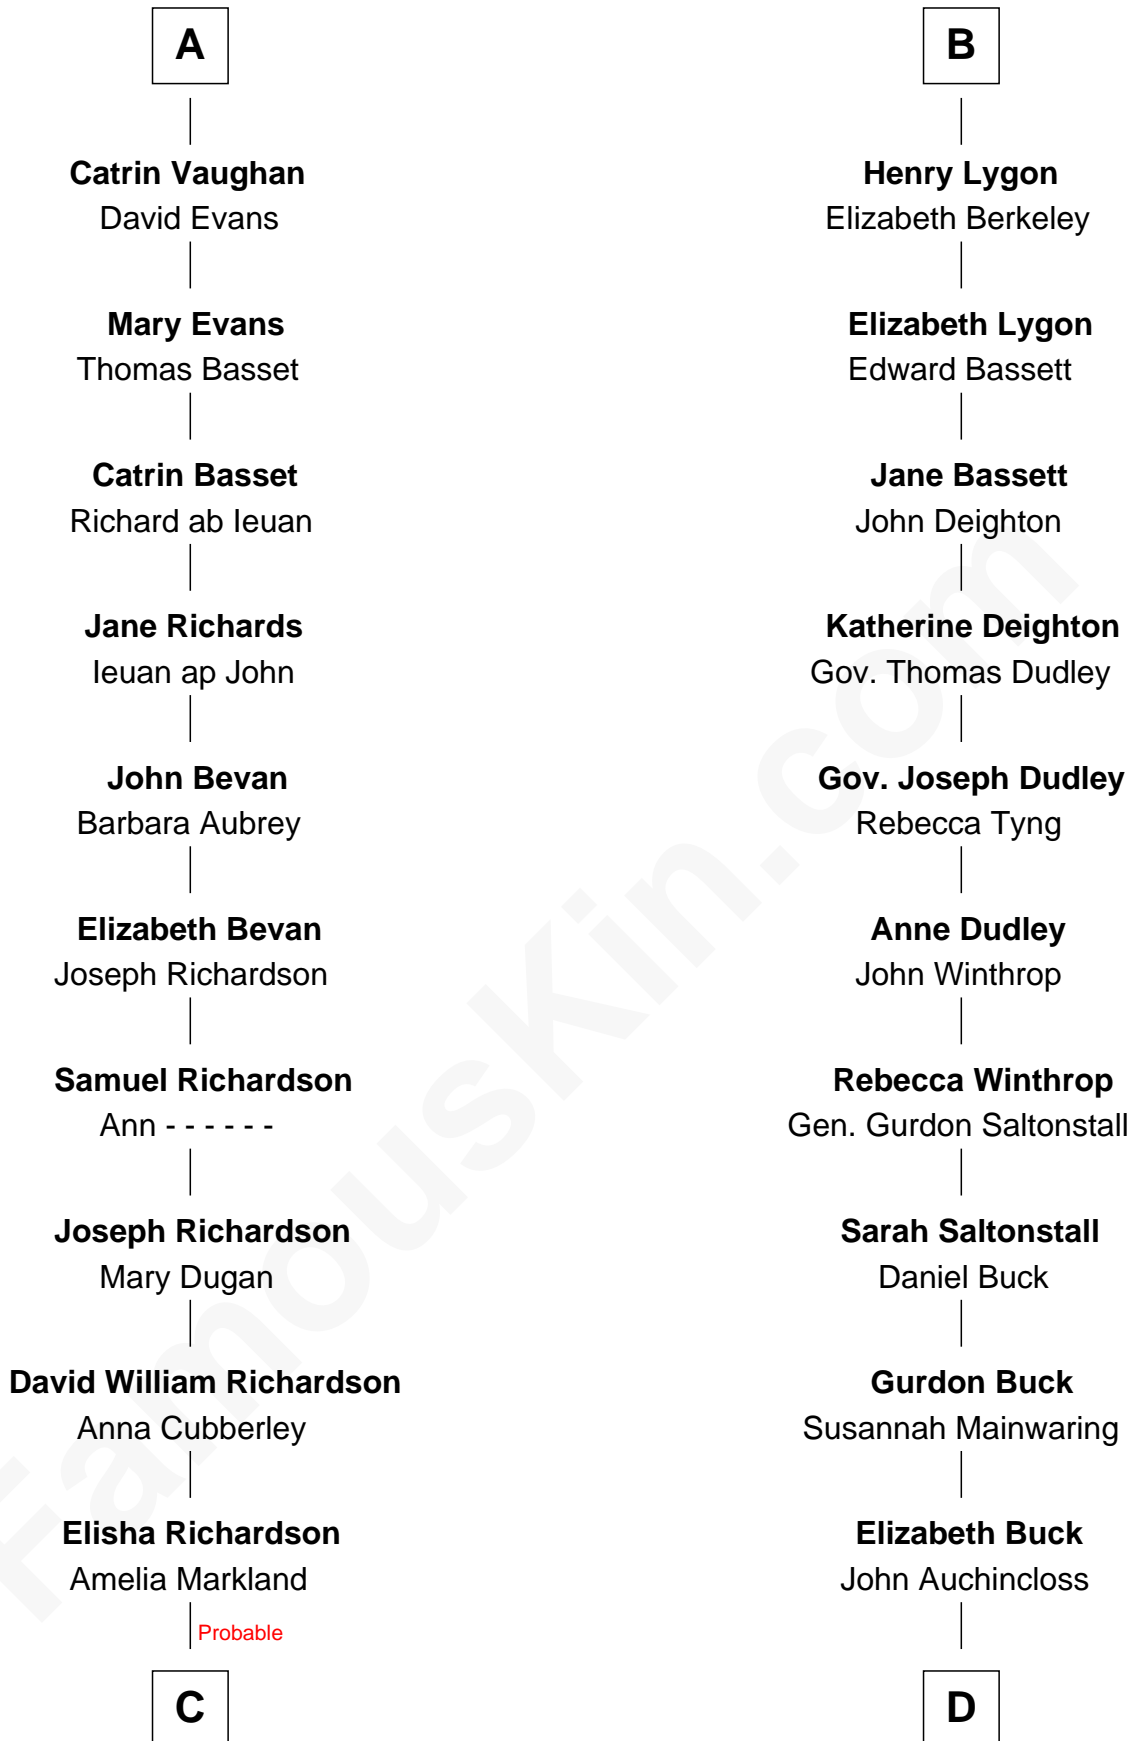 A
Catrin Vaughan
David Evans
Mary Evans
Thomas Basset
Catrin Basset
Richard ab Ieuan
Jane Richards
Ieuan ap John
John Bevan
Barbara Aubrey
Elizabeth Bevan
Joseph Richardson
Samuel Richardson
Ann - - - - - -
Joseph Richardson
Mary Dugan
David William Richardson
Anna Cubberley
Elisha Richardson
Amelia Markland
Probable
C
B
Henry Lygon
Elizabeth Berkeley
Elizabeth Lygon
Edward Bassett
Jane Bassett
John Deighton
Katherine Deighton
Gov. Thomas Dudley
Gov. Joseph Dudley
Rebecca Tyng
Anne Dudley
John Winthrop
Rebecca Winthrop
Gen. Gurdon Saltonstall
Sarah Saltonstall
Daniel Buck
Gurdon Buck
Susannah Mainwaring
Elizabeth Buck
John Auchincloss
D
FamousKin.com